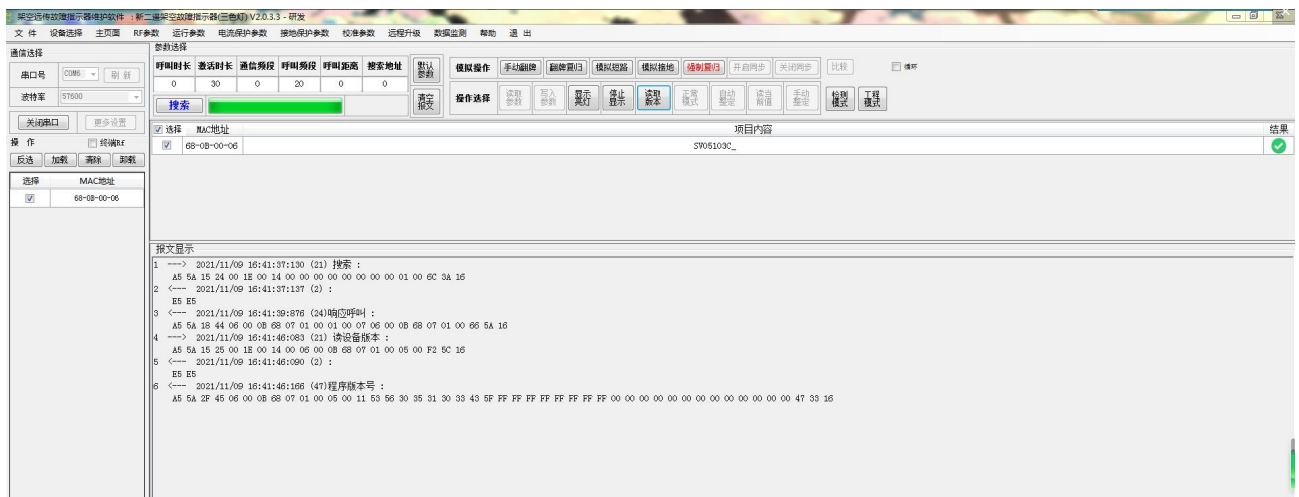 架空远传故障指示器维护软件 :新二遥架空故障指示器(三色灯) V2.0.3.3 - 研发
文 件 设备选择 主页面 RF参数 运行参数 电流保护参数 接地保护参数 校准参数 远程升级 数据监测 帮助 退 出
通信选择
串口号 COM6 刷 新
波特率 57600
关闭串口 更多设置
操 作 终端Rf
反选 加载 清除 卸载
选择 MAC地址
68-0B-00-06
参数选择
呼叫时长 激活时长 通信频段 呼叫频段 呼叫距离 搜索地址
0 30 0 20 0 0
搜索
默认参数
清空报文
模拟操作 手动翻牌 翻牌复归 模拟短路 模拟接地 强制复归 开启同步 关闭同步 比较 循环
操作选择 读取参数 写入参数 显示亮灯 停止显示 读取版本 正常模式 自动整定 读当前值 手动整定 检测模式 工程模式
选择 MAC地址 项目内容 结果
68-0B-00-06 SV05103C_
报文显示
1 ---> 2021/11/09 16:41:37:130 (21) 搜索 :
A5 5A 15 24 00 1E 00 14 00 00 00 00 00 00 00 00 01 00 6C 3A 16
2 <--- 2021/11/09 16:41:37:137 (2) :
E5 E5
3 <--- 2021/11/09 16:41:39:876 (24)响应呼叫 :
A5 5A 18 44 06 00 0B 68 07 01 00 01 00 07 06 00 0B 68 07 01 00 66 5A 16
4 ---> 2021/11/09 16:41:46:083 (21) 读设备版本 :
A5 5A 15 25 00 1E 00 14 00 06 00 0B 68 07 01 00 05 00 F2 5C 16
5 <--- 2021/11/09 16:41:46:090 (2) :
E5 E5
6 <--- 2021/11/09 16:41:46:166 (47)程序版本号 :
A5 5A 2F 45 06 00 0B 68 07 01 00 05 00 11 53 56 30 35 31 30 33 43 5F FF FF FF FF FF FF FF FF 00 00 00 00 00 00 00 00 00 00 00 00 00 47 33 16